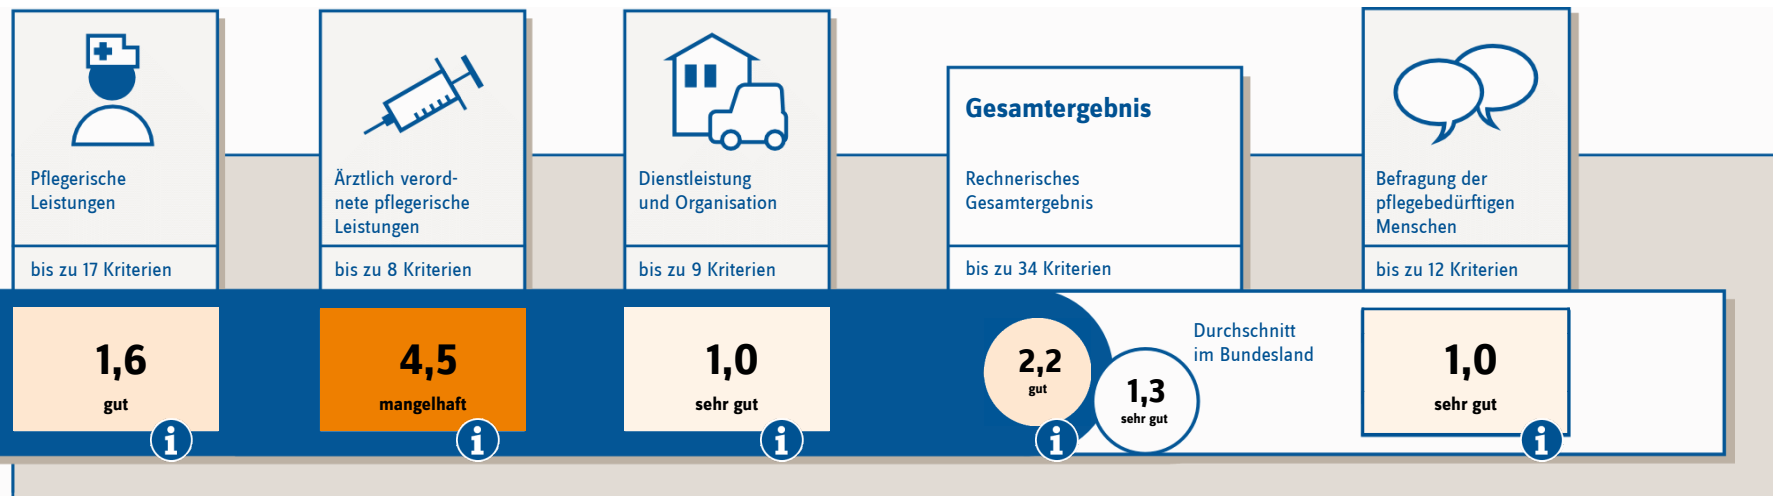 Pflegerische
Leistungen
bis zu 17 Kriterien
1,6
gut
i
Ärztlich verord-
nete pflegerische
Leistungen
bis zu 8 Kriterien
4,5
mangelhaft
i
Dienstleistung
und Organisation
bis zu 9 Kriterien
1,0
sehr gut
i
Gesamtergebnis
Rechnerisches
Gesamtergebnis
bis zu 34 Kriterien
2,2
gut
i
1,3
sehr gut
Durchschnitt
im Bundesland
Befragung der
pflegebedürftigen
Menschen
bis zu 12 Kriterien
1,0
sehr gut
i